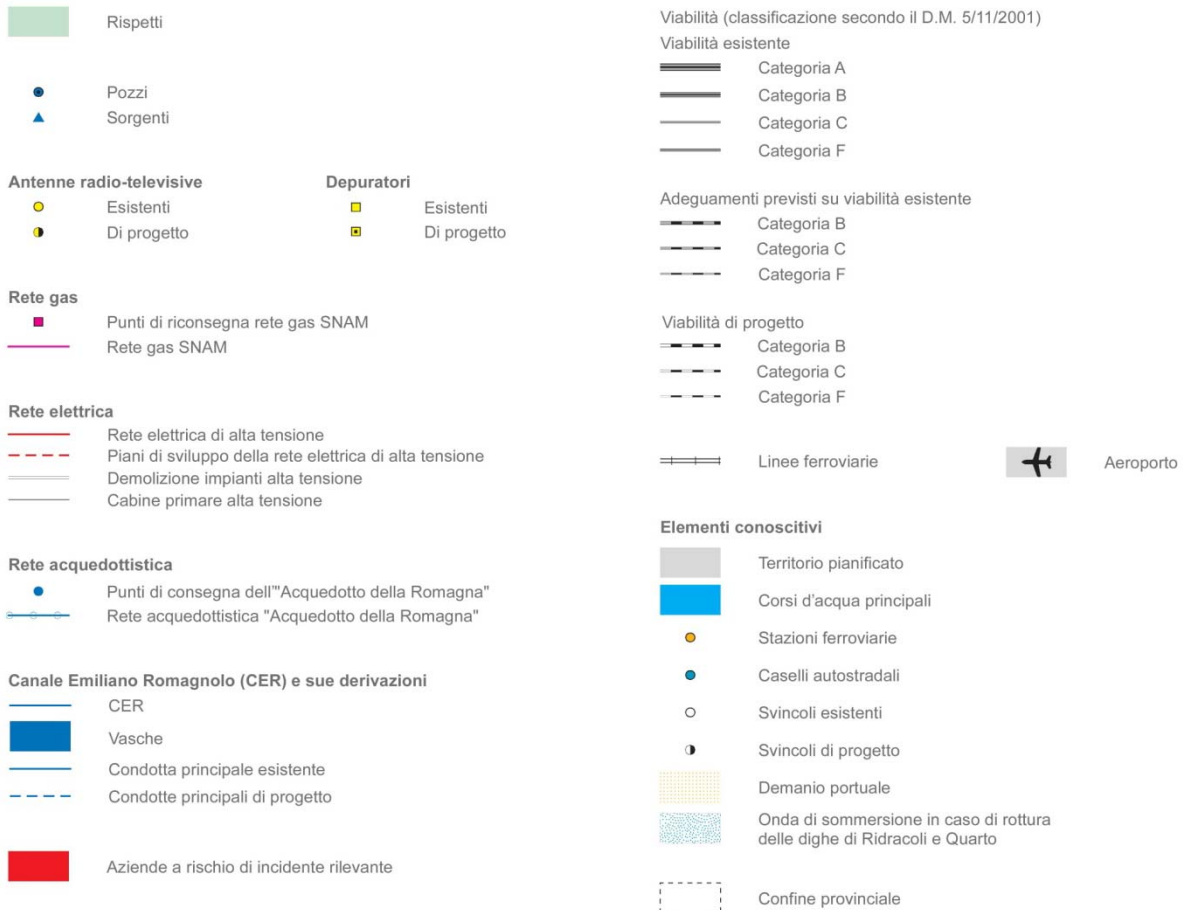 Rispetti
Pozzi
Sorgenti
Antenne radio-televisive
Esistenti
Di progetto
Depuratori
Esistenti
Di progetto
Rete gas
Punti di riconsegna rete gas SNAM
Rete gas SNAM
Rete elettrica
Rete elettrica di alta tensione
Piani di sviluppo della rete elettrica di alta tensione
Demolizione impianti alta tensione
Cabine primare alta tensione
Rete acquedottistica
Punti di consegna dell'"Acquedotto della Romagna"
Rete acquedottistica "Acquedotto della Romagna"
Canale Emiliano Romagnolo (CER) e sue derivazioni
CER
Vasche
Condotta principale esistente
Condotte principali di progetto
Aziende a rischio di incidente rilevante
Viabilità (classificazione secondo il D.M. 5/11/2001)
Viabilità esistente
Categoria A
Categoria B
Categoria C
Categoria F
Adeguamenti previsti su viabilità esistente
Categoria B
Categoria C
Categoria F
Viabilità di progetto
Categoria B
Categoria C
Categoria F
Linee ferroviarie
Aeroporto
Elementi conoscitivi
Territorio pianificato
Corsi d'acqua principali
Stazioni ferroviarie
Caselli autostradali
Svincoli esistenti
Svincoli di progetto
Demanio portuale
Onda di sommersione in caso di rottura
delle dighe di Ridracoli e Quarto
Confine provinciale